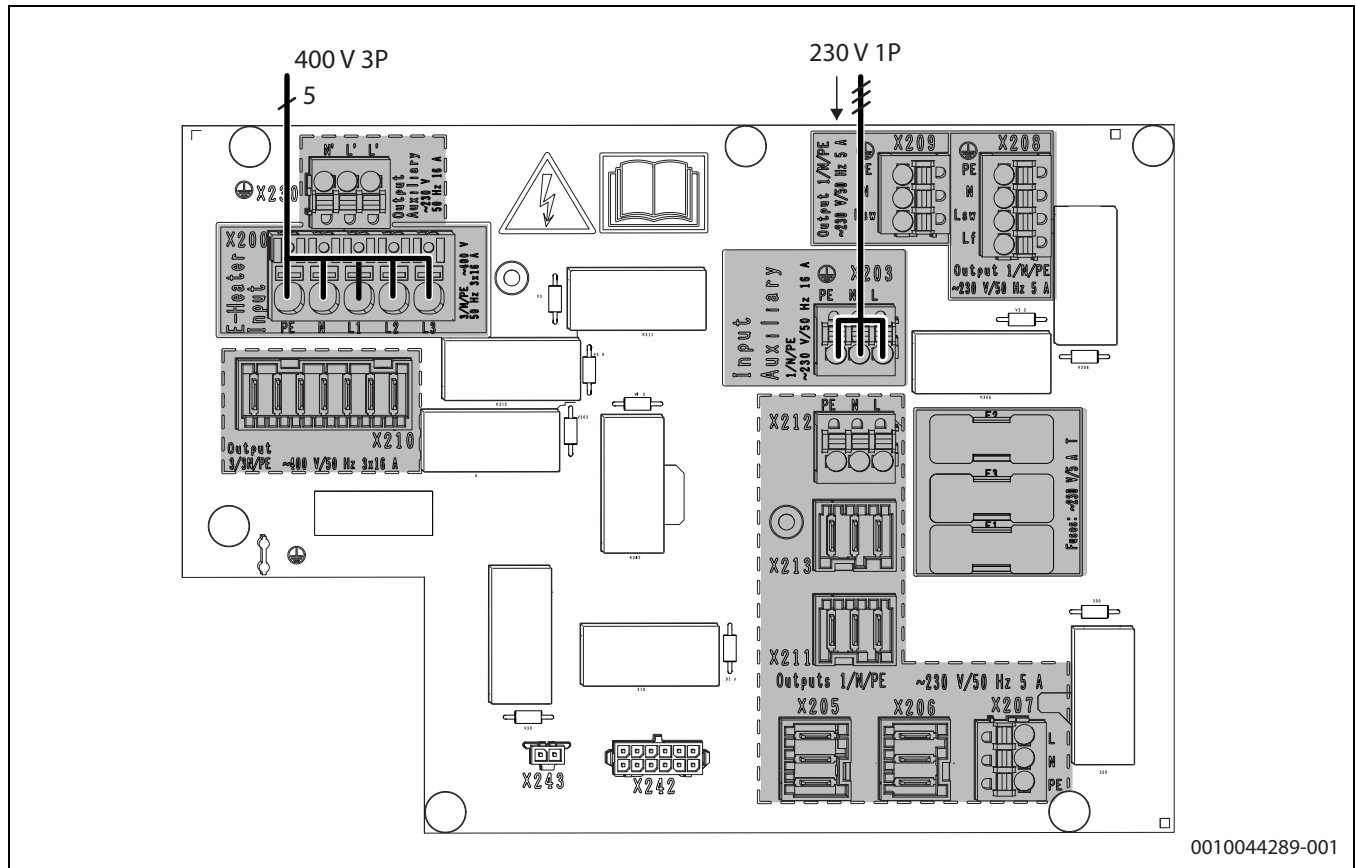 400 V 3P
5
230 V 1P
N' L' L'
X230
Output
Auxiliary
~230 V
50 Hz 16 A
X209
X208
Output 1/N/PE
~230 V/50 Hz 5 A
PE
N
Lsw
Lf
Output 1/N/PE
~230 V/50 Hz 5 A
X200
E-Heater
Input
PE N L1 L2 L3
3/N/PE ~400 V
50 Hz 3x16 A
Input
Auxiliary
1/N/PE
~230 V/50 Hz 16 A
X203
PE N L
X210
Output
3/3N/PE ~400 V/50 Hz 3x16 A
X212
PE N L
Fuses: ~230 V/5 A T
X213
X211
Outputs 1/N/PE ~230 V/50 Hz 5 A
X205 X206 X207
L
N
PE
X243
X242
0010044289-001